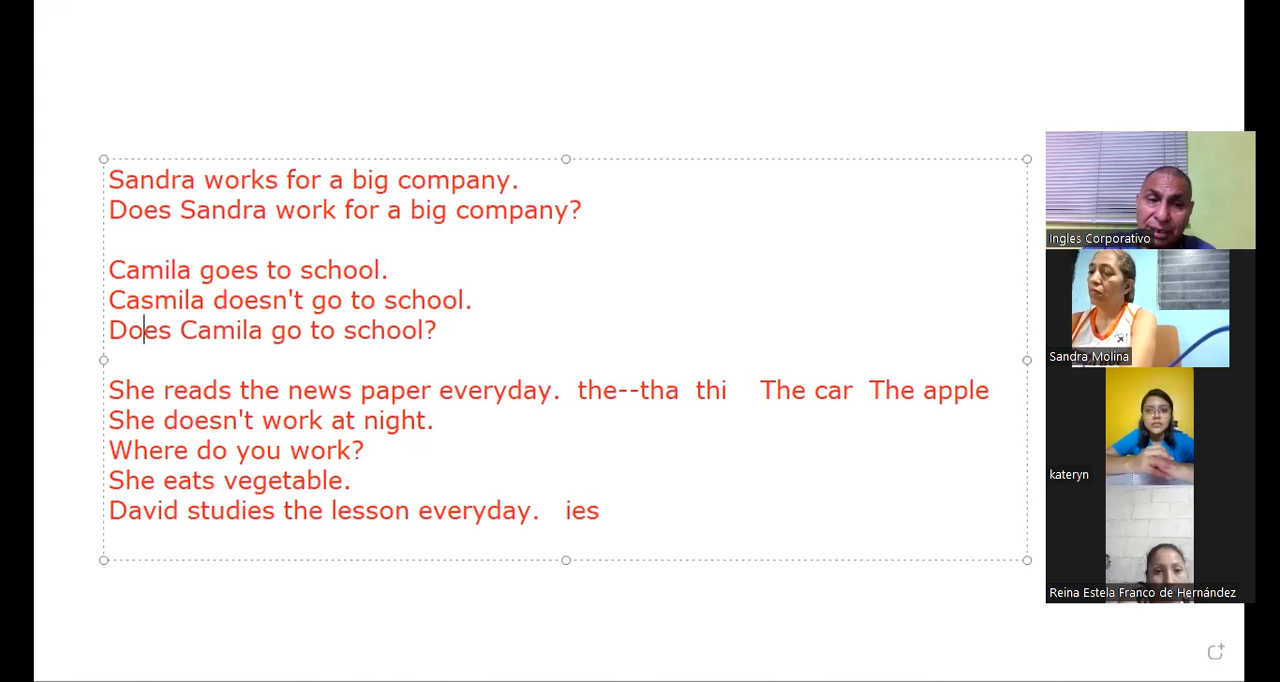 Sandra works for a big company.
Does Sandra work for a big company?
Camila goes to school.
Casmila doesn't go to school.
Does Camila go to school?
She reads the news paper everyday.  the--tha  thi    The car  The apple
She doesn't work at night.
Where do you work?
She eats vegetable.
David studies the lesson everyday.   ies
Ingles Corporativo
Sandra Molina
kateryn
Reina Estela Franco de Hernández